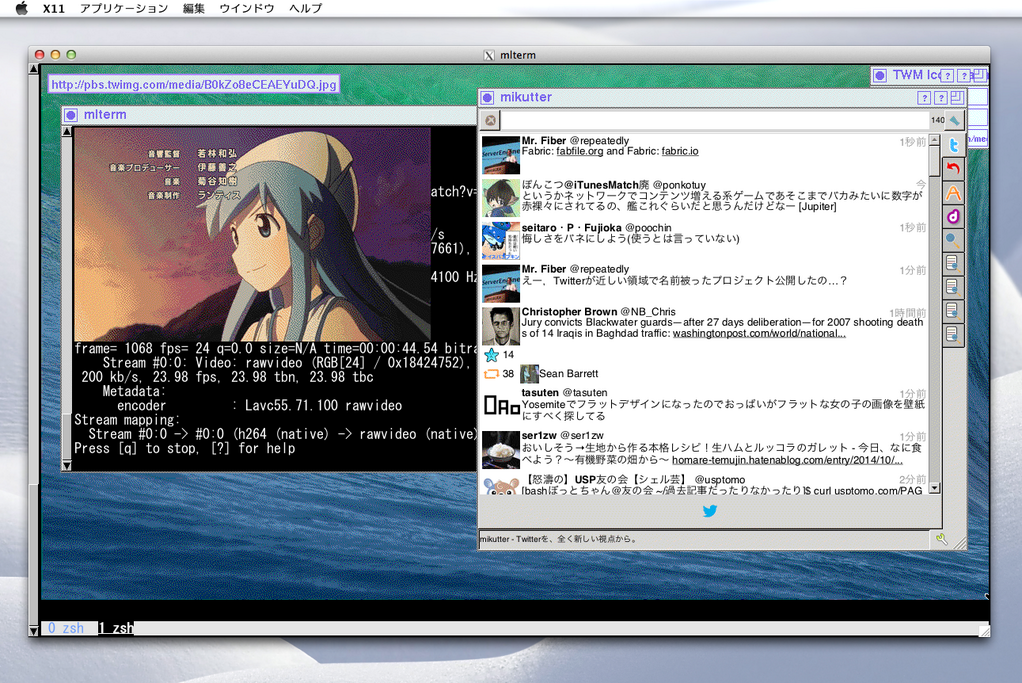 X11 アプリケーション 編集 ウインドウ ヘルプ
mlterm
http://pbs.twimg.com/media/B0kZo8eCEAEYuDQ.jpg
TWM Ico
mlterm
音響監督 若林和弘
音楽プロデューサー 伊藤善之
音楽 菊谷知樹
音楽制作 ランティス
atch?v=
/s
7661),
4100 Hz
frame= 1068 fps= 24 q=0.0 size=N/A time=00:00:44.54 bitra
Stream #0:0: Video: rawvideo (RGB[24] / 0x18424752),
200 kb/s, 23.98 fps, 23.98 tbn, 23.98 tbc
Metadata:
encoder : Lavc55.71.100 rawvideo
Stream mapping:
Stream #0:0 -> #0:0 (h264 (native) -> rawvideo (native)
Press [q] to stop, [?] for help
mikutter
140
Mr. Fiber @repeatedly 1秒前
Fabric: fabfile.org and Fabric: fabric.io
ぽんこつ@iTunesMatch廃 @ponkotuy 今
というかネットワークでコンテンツ増える系ゲームであそこまでバカみたいに数字が
赤裸々にされてるの、艦これぐらいだと思うんだけどなー [Jupiter]
seitaro・P・Fujioka @poochin 1秒前
悔しさをバネにしよう(使うとは言っていない)
Mr. Fiber @repeatedly 1分前
えー、Twitterが近しい領域で名前被ったプロジェクト公開したの…？
Christopher Brown @NB_Chris 1時間前
Jury convicts Blackwater guards—after 27 days deliberation—for 2007 shooting death
s of 14 Iraqis in Baghdad traffic: washingtonpost.com/world/national...
14
38 Sean Barrett
tasuten @tasuten 1分前
Yosemiteでフラットデザインになったのでおっぱいがフラットな女の子の画像を壁紙
にすべく探してる
ser1zw @ser1zw 1分前
おいしそう→生地から作る本格レシピ！生ハムとルッコラのガレット - 今日、なに食
べよう？〜有機野菜の畑から〜 homare-temujin.hatenablog.com/entry/2014/10/...
【怒濤の】USP友の会【シェル芸】 @usptomo 2分前
[bashぼっとちゃん@友の会 ~/過去記事だったりなかったり]$ curl usptomo.com/PAG
mikutter - Twitterを、全く新しい視点から。
0 zsh 1 zsh